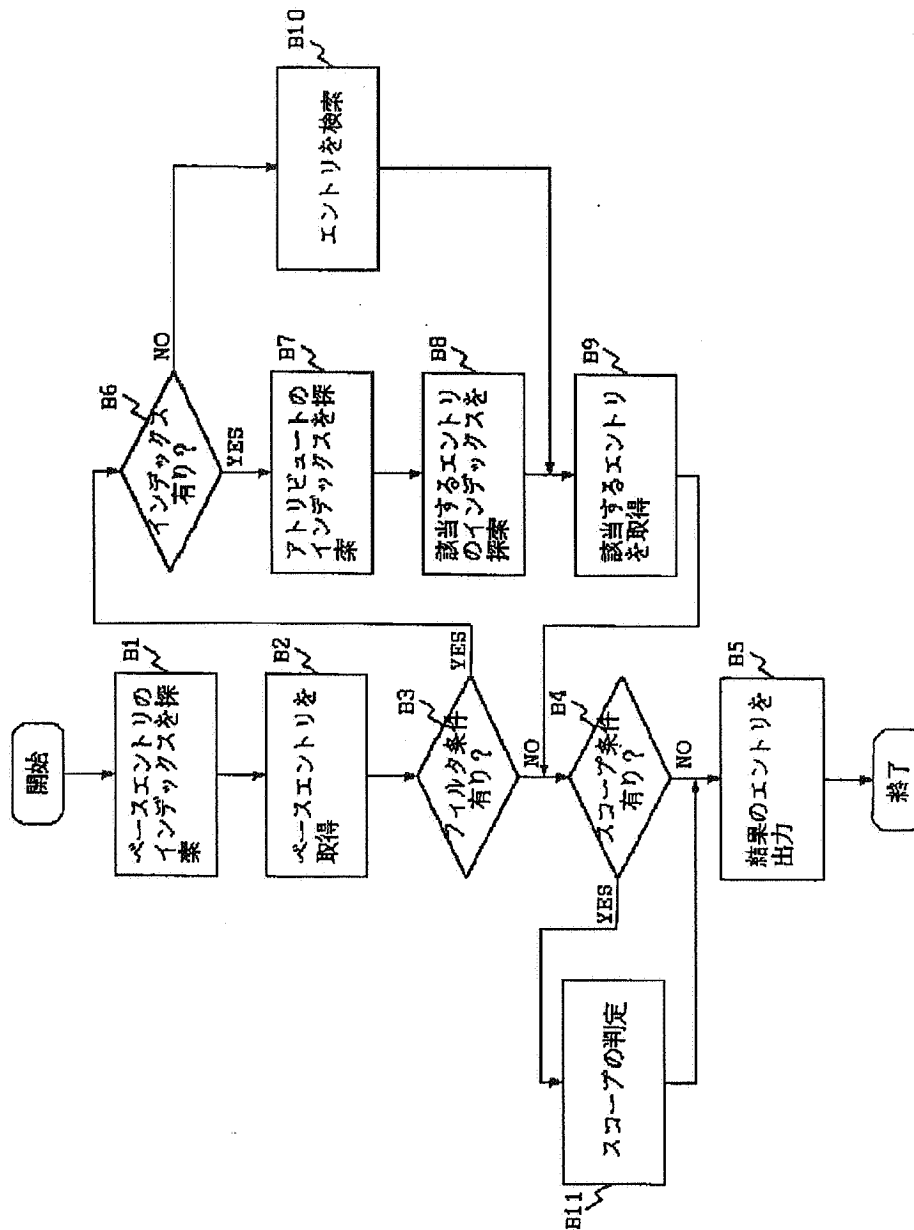 開始
B1
ベースエントリの
インデックスを探
索
B2
ベースエントリを
取得
B3
フィルタ条件
有り？
YES
NO
B6
インデックス
有り？
NO
YES
B7
アトリビュートの
インデックスを探
索
B8
該当するエントリ
のインデックスを
探索
B10
エントリを検索
B9
該当するエントリ
を取得
B4
スコープ条件
有り？
YES
NO
B11
スコープの判定
B5
結果のエントリを
出力
終了